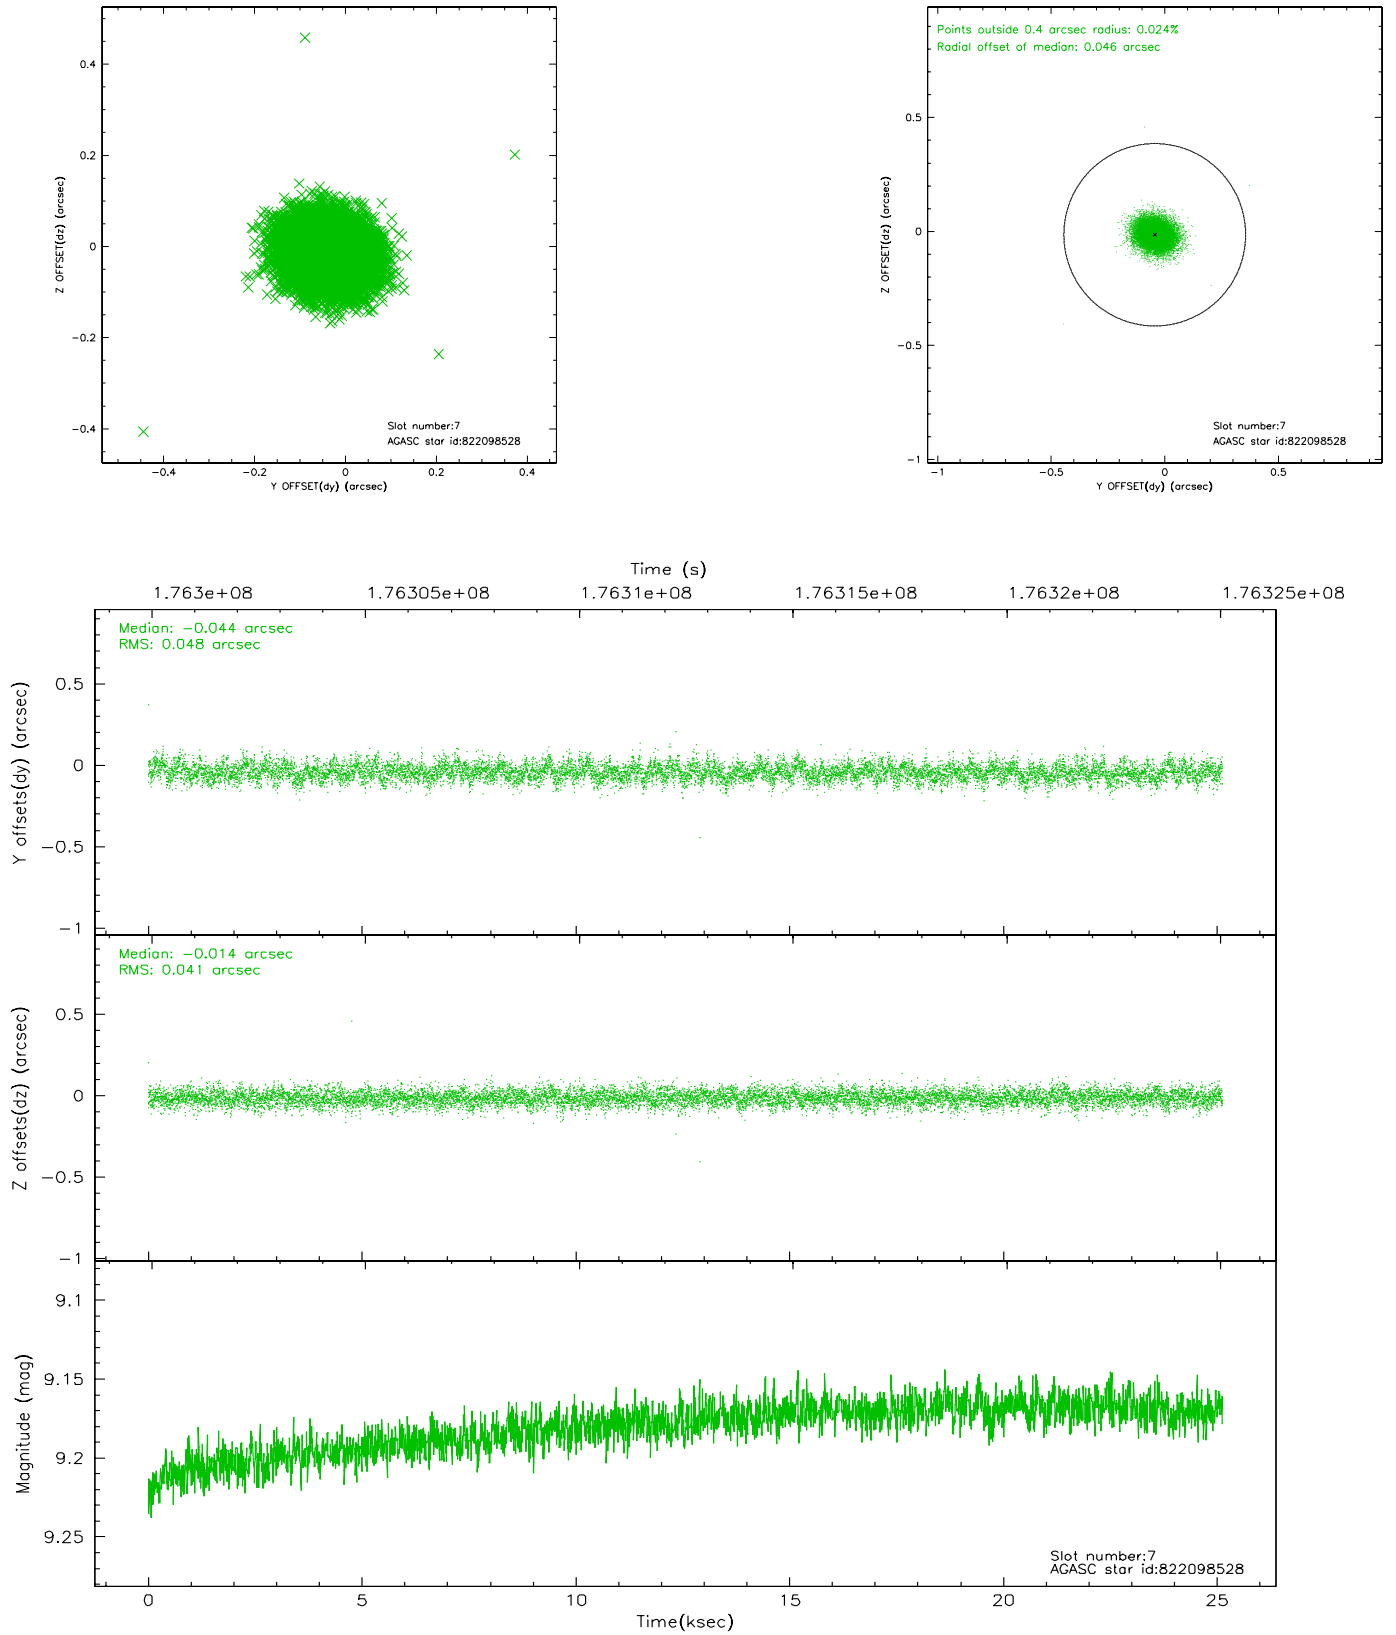 0.4
0.2
0
−0.2
−0.4
Z OFFSET(dz) (arcsec)
Slot number:7
AGASC star id:822098528
−0.4 −0.2 0 0.2 0.4
Y OFFSET(dy) (arcsec)
Points outside 0.4 arcsec radius: 0.024%
Radial offset of median: 0.046 arcsec
0.5
0
−0.5
−1
Z OFFSET(dz) (arcsec)
Slot number:7
AGASC star id:822098528
−1 −0.5 0 0.5
Y OFFSET(dy) (arcsec)
Time (s)
1.763e+08 1.76305e+08 1.7631e+08 1.76315e+08 1.7632e+08 1.76325e+08
Median: −0.044 arcsec
RMS: 0.048 arcsec
0.5
0
−0.5
−1
Y offsets(dy) (arcsec)
Median: −0.014 arcsec
RMS: 0.041 arcsec
0.5
0
−0.5
−1
Z offsets(dz) (arcsec)
9.1
9.15
9.2
9.25
Magnitude (mag)
Slot number:7
AGASC star id:822098528
0 5 10 15 20 25
Time(ksec)